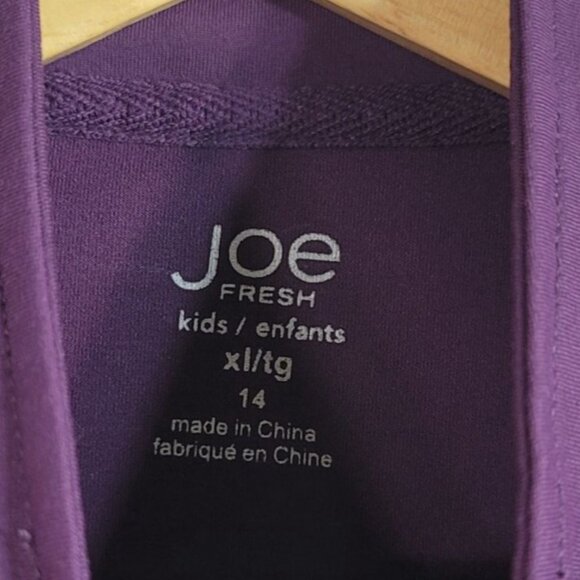 Joe
FRESH
kids / enfants
xl/tg
14
made in China
fabriqué en Chine